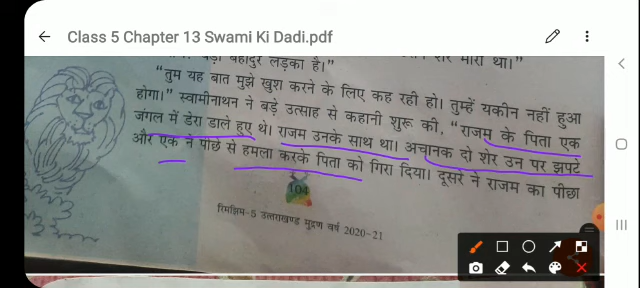 Class 5 Chapter 13 Swami Ki Dadi.pdf
बहादुर लड़का है।” शेर मारा था।”
“तुम यह बात मुझे खुश करने के लिए कह रही हो। तुम्हें यकीन नहीं हुआ
होगा।” स्वामीनाथन ने बड़े उत्साह से कहानी शुरू की, “राजम के पिता एक
जंगल में डेरा डाले हुए थे। राजम उनके साथ था। अचानक दो शेर उन पर झपटे
और एक ने पीछे से हमला करके पिता को गिरा दिया। दूसरे ने राजम का पीछा
104
रिमझिम-5 उत्तराखण्ड मुद्रण वर्ष 2020-21